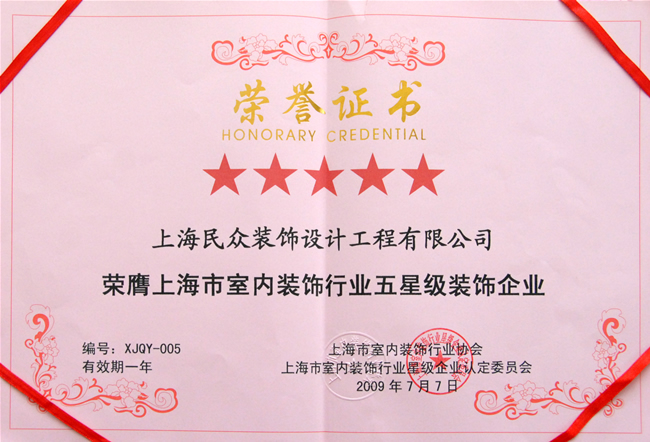 荣誉证书
HONORARY CREDENTIAL
上海民众装饰设计工程有限公司
荣膺上海市室内装饰行业五星级装饰企业
编号：XJQY-005
有效期一年
上海市室内装饰行业协会
上海市室内装饰行业星级企业认定委员会
2009年7月7日